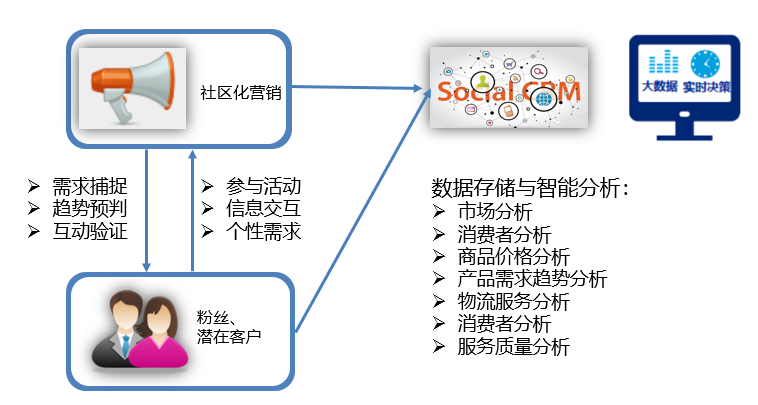 社区化营销
Social CRM
大数据 实时决策
➢ 需求捕捉
➢ 趋势预判
➢ 互动验证
➢ 参与活动
➢ 信息交互
➢ 个性需求
粉丝、
潜在客户
数据存储与智能分析：
➢ 市场分析
➢ 消费者分析
➢ 商品价格分析
➢ 产品需求趋势分析
➢ 物流服务分析
➢ 消费者分析
➢ 服务质量分析